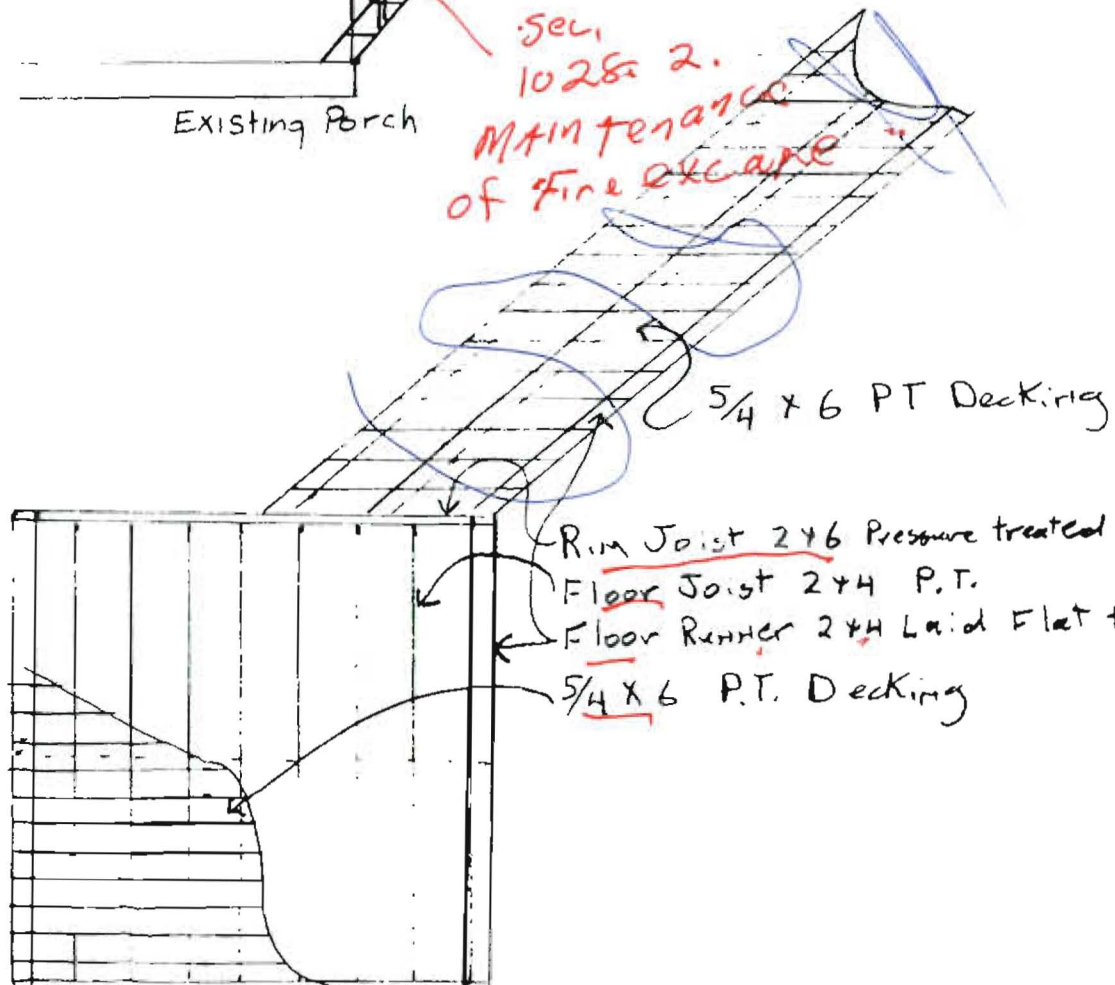 sec.
1028. 2.
MAintenance
of Fire excape
Existing Porch
5/4 x 6 PT Decking
Rim Joist 2x6 Pressure treated
Floor Joist 2x4 P.T.
Floor Runner 2x4 Laid Flat
5/4 X 6 P.T. Decking